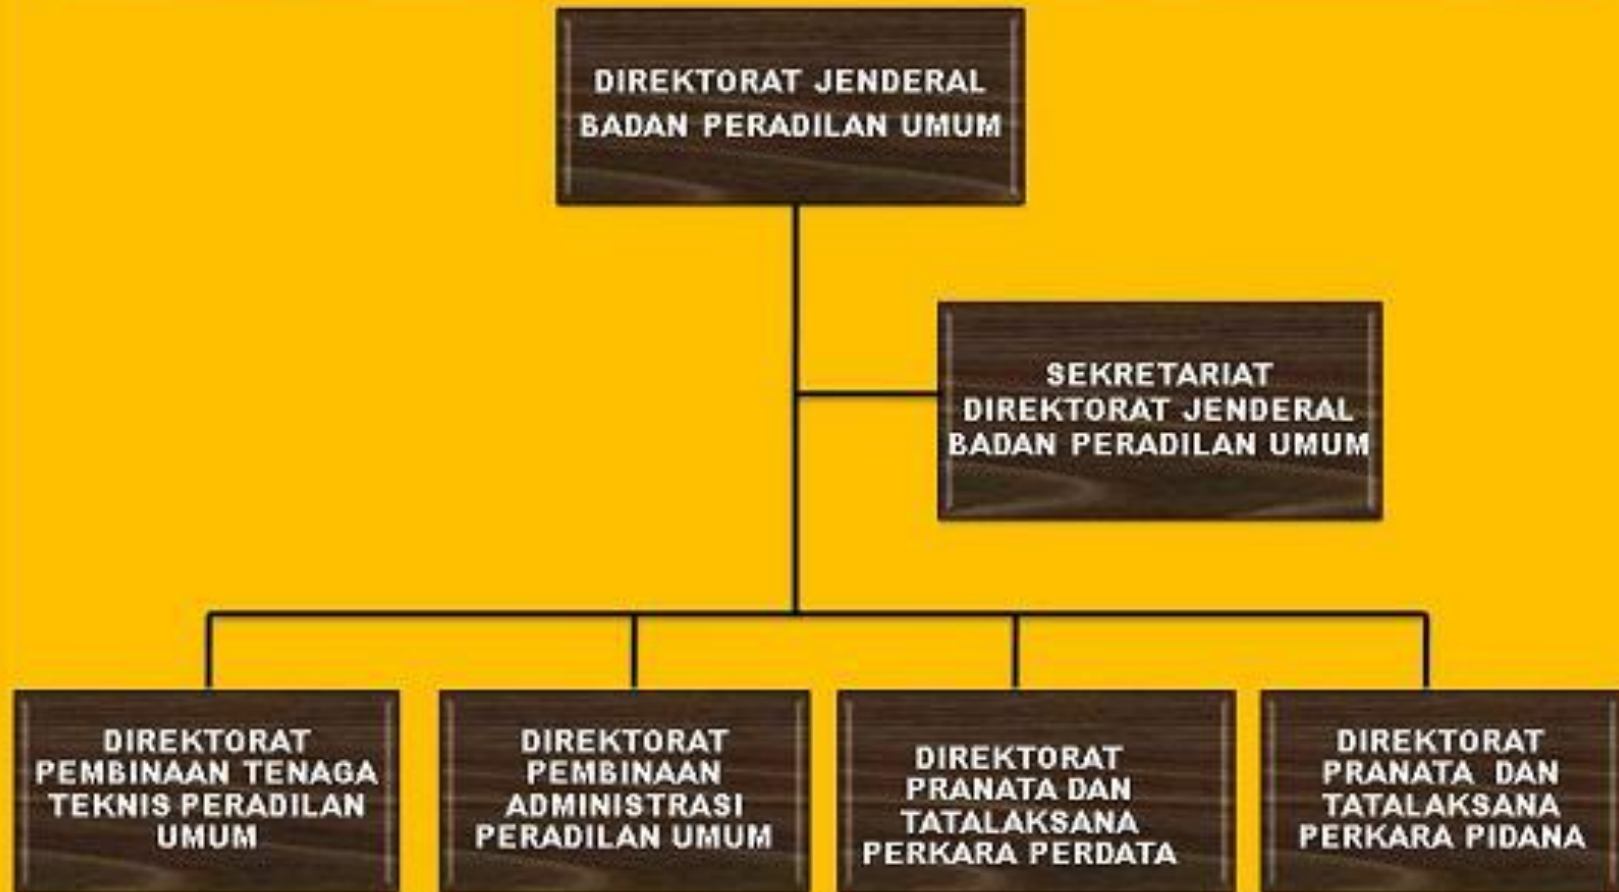 DIREKTORAT JENDERAL
BADAN PERADILAN UMUM
SEKRETARIAT
DIREKTORAT JENDERAL
BADAN PERADILAN UMUM
DIREKTORAT
PEMBINAAN TENAGA
TEKNIS PERADILAN
UMUM
DIREKTORAT
PEMBINAAN
ADMINISTRASI
PERADILAN UMUM
DIREKTORAT
PRANATA DAN
TATALAKSANA
PERKARA PERDATA
DIREKTORAT
PRANATA DAN
TATALAKSANA
PERKARA PIDANA